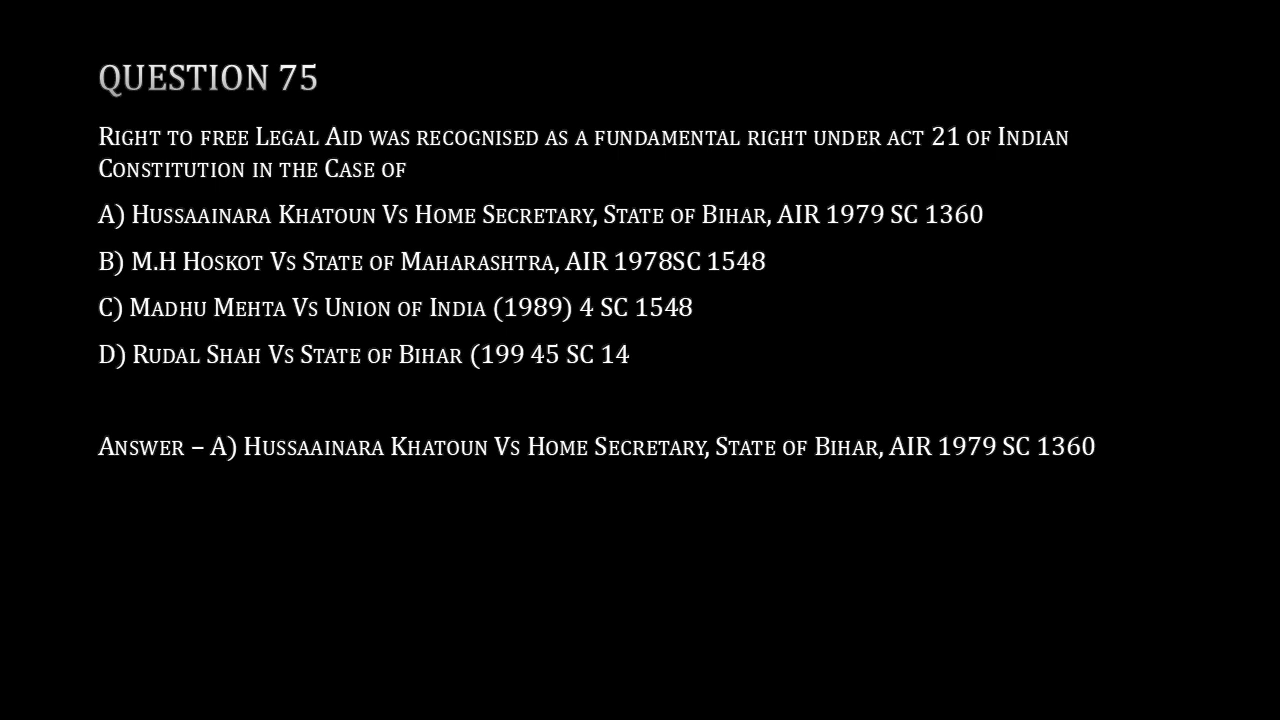 QUESTION 75
Right to free Legal Aid was recognised as a fundamental right under act 21 of Indian
Constitution in the Case of
A) Hussaainara Khatoun Vs Home Secretary, State of Bihar, AIR 1979 SC 1360
B) M.H Hoskot Vs State of Maharashtra, AIR 1978SC 1548
C) Madhu Mehta Vs Union of India (1989) 4 SC 1548
D) Rudal Shah Vs State of Bihar (199 45 SC 14
Answer – A) Hussaainara Khatoun Vs Home Secretary, State of Bihar, AIR 1979 SC 1360